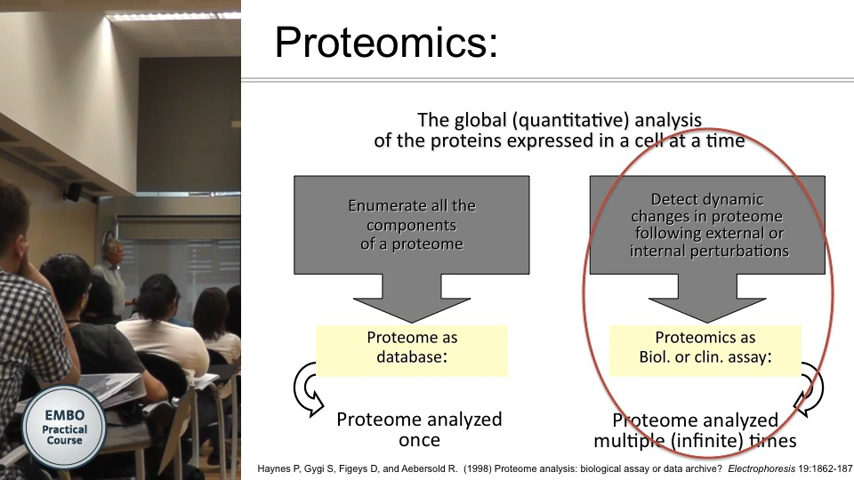 Proteomics:
The global (quantitative) analysis
of the proteins expressed in a cell at a time
Enumerate all the
components
of a proteome
Detect dynamic
changes in proteome
following external or
internal perturbations
Proteome as
database:
Proteomics as
Biol. or clin. assay:
Proteome analyzed
once
Proteome analyzed
multiple (infinite) times
EMBO
Practical
Course
Haynes P, Gygi S, Figeys D, and Aebersold R. (1998) Proteome analysis: biological assay or data archive? Electrophoresis 19:1862-187